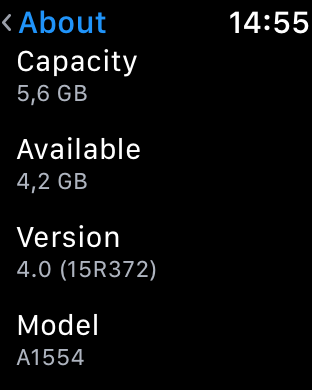 About 14:55
Capacity
5,6 GB
Available
4,2 GB
Version
4.0 (15R372)
Model
A1554